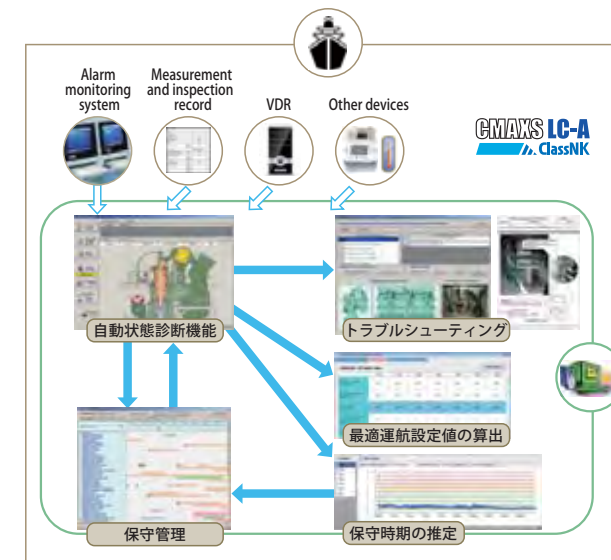 Alarm
monitoring
system
Measurement
and inspection
record
VDR
Other devices
CMAXS LC-A
ClassNK
自動状態診断機能
トラブルシューティング
最適運航設定値の算出
保守管理
保守時期の推定